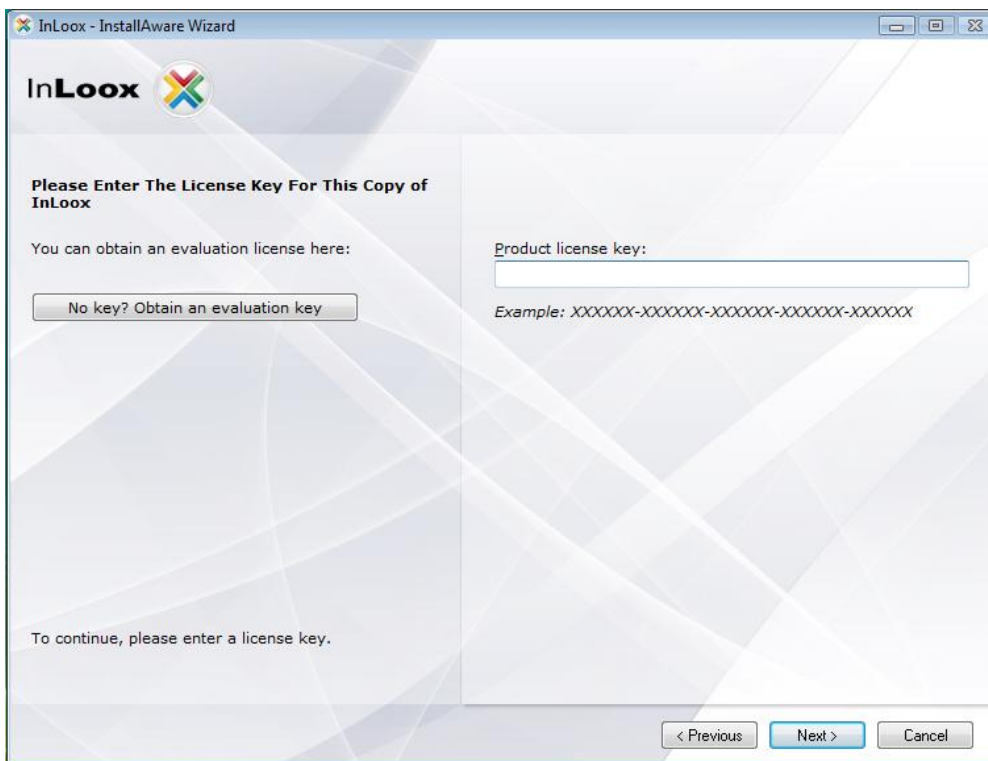 InLoox - InstallAware Wizard
InLoox
Please Enter The License Key For This Copy of
InLoox
You can obtain an evaluation license here:
No key? Obtain an evaluation key
Product license key:
Example: XXXXXX-XXXXXX-XXXXXX-XXXXXX-XXXXXX
To continue, please enter a license key.
< Previous
Next >
Cancel